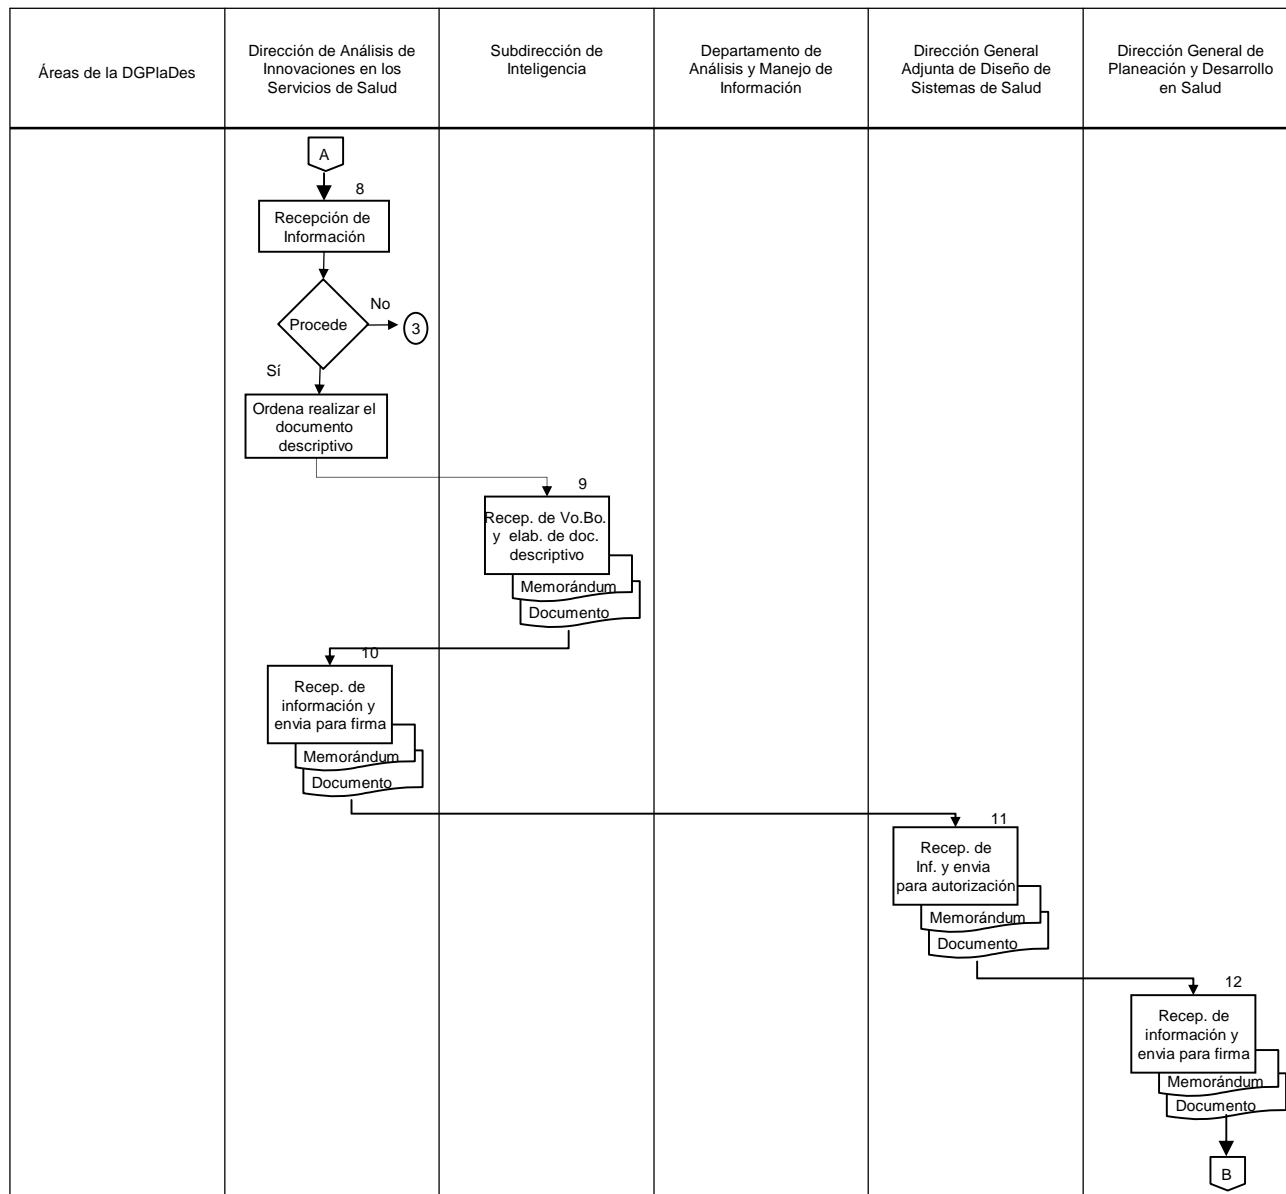 Áreas de la DGPlaDes
Dirección de Análisis de
Innovaciones en los
Servicios de Salud
Subdirección de
Inteligencia
Departamento de
Análisis y Manejo de
Información
Dirección General
Adjunta de Diseño de
Sistemas de Salud
Dirección General de
Planeación y Desarrollo
en Salud
A
8
Recepción de
Información
Procede
No
3
Sí
Ordena realizar el
documento
descriptivo
9
Recep. de Vo.Bo.
y elab. de doc.
descriptivo
Memorándum
Documento
10
Recep. de
información y
envia para firma
Memorándum
Documento
11
Recep. de
Inf. y envia
para autorización
Memorándum
Documento
12
Recep. de
información y
envia para firma
Memorándum
Documento
B